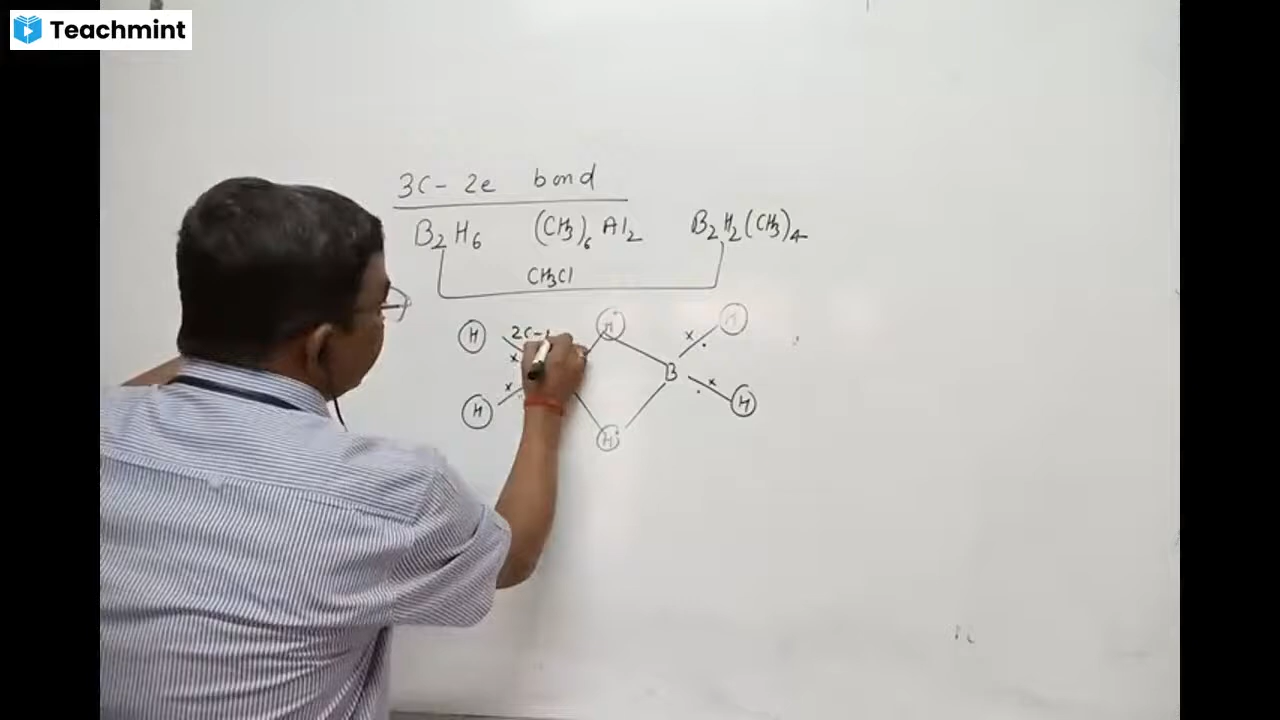 Teachmint
3C - 2e bond
B₂H₆ (CH₃)₆ Al₂ B₂H₂(CH₃)₄
CH₃Cl
H 2C- H H
x x
B
x x
H H
H